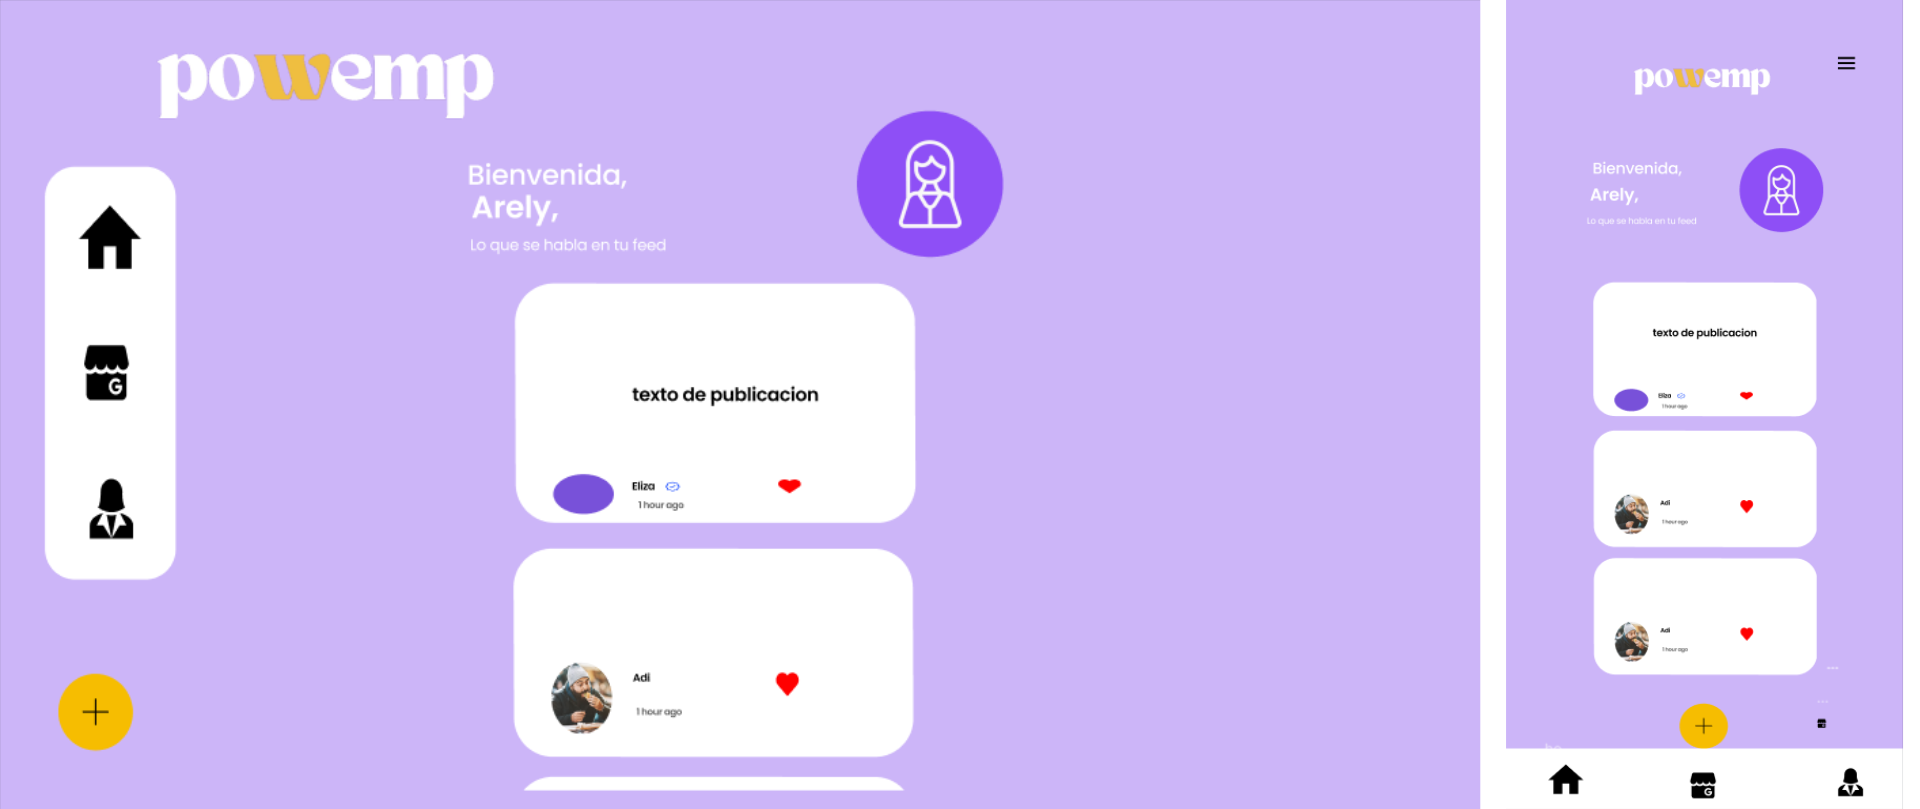 powemp
Bienvenida,
Arely,
Lo que se habla en tu feed
G
texto de publicacion
Eliza
1 hour ago
Adi
1 hour ago
powemp
Bienvenida,
Arely,
Lo que se habla en tu feed
texto de publicacion
Eliza
1 hour ago
Adi
1 hour ago
Adi
1 hour ago
...
...
G